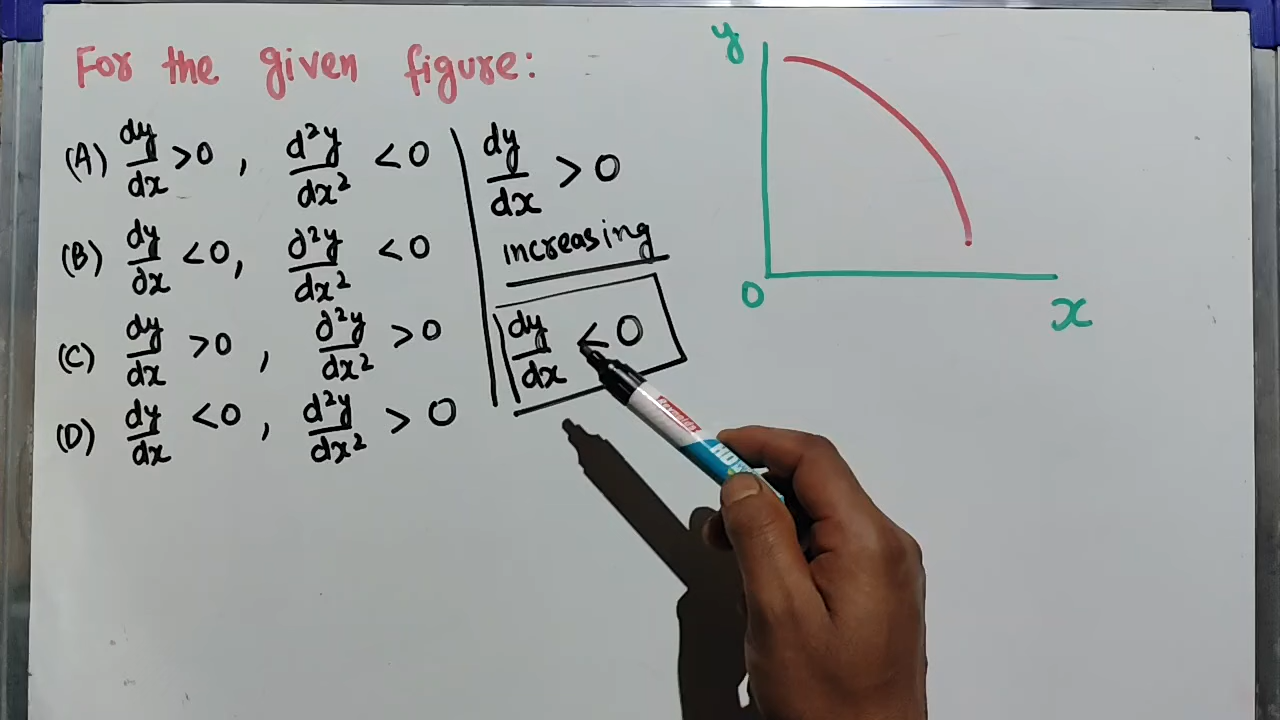 For the given figure:
(A) dy/dx >0 , d²y/dx² <0
(B) dy/dx <0, d²y/dx² <0
(C) dy/dx >0 , d²y/dx² >0
(D) dy/dx <0 , d²y/dx² > 0
dy/dx > 0
increasing
dy/dx < 0
y
0
x
Reynolds